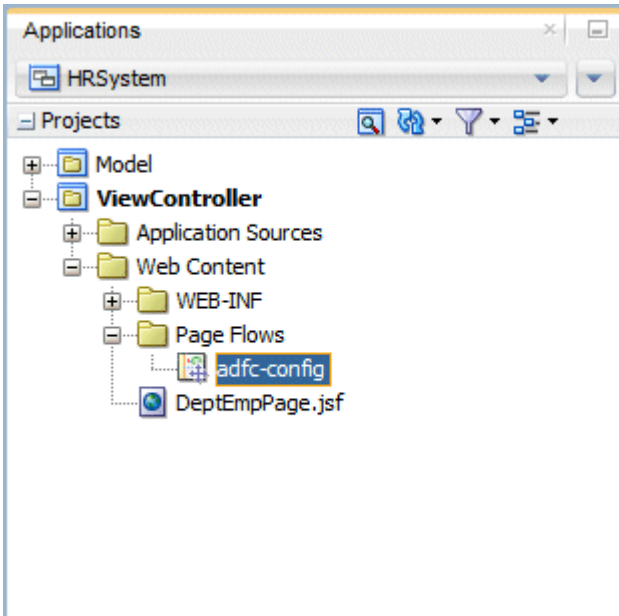 Applications
HRSystem
Projects
Model
ViewController
Application Sources
Web Content
WEB-INF
Page Flows
adfc-config
DeptEmpPage.jsf